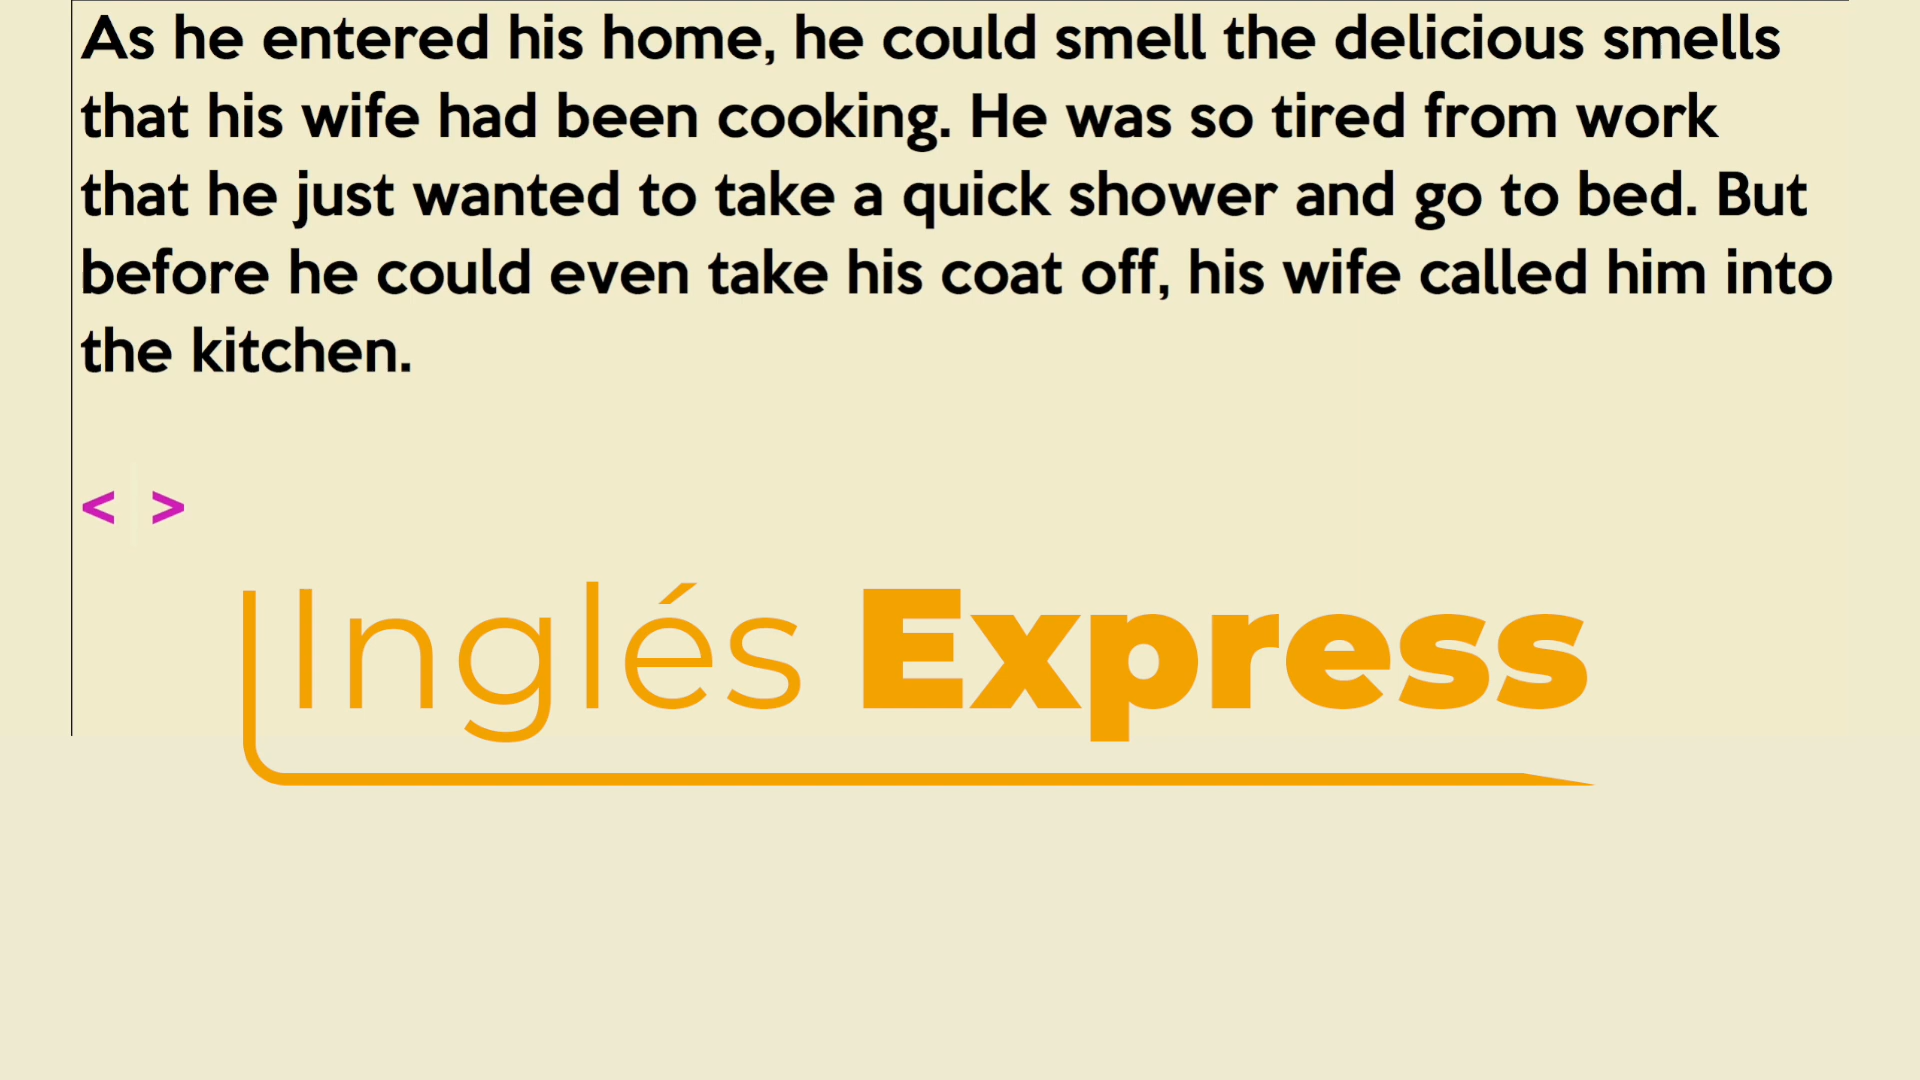 As he entered his home, he could smell the delicious smells
that his wife had been cooking. He was so tired from work
that he just wanted to take a quick shower and go to bed. But
before he could even take his coat off, his wife called him into
the kitchen.
< >
Inglés Express